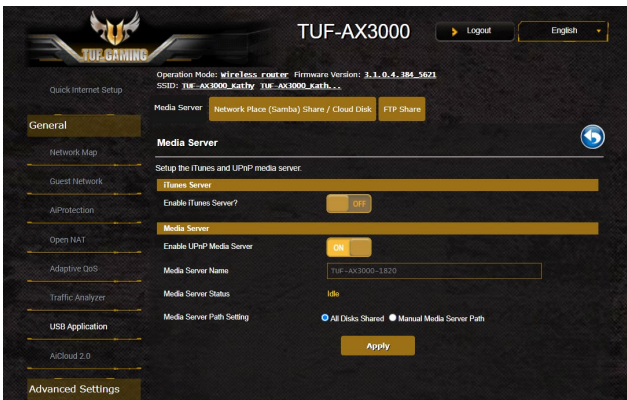 TUF GAMING
TUF-AX3000
Logout
English
Operation Mode: Wireless router Firmware Version: 3.1.0.4.384_5621
SSID: TUF-AX3000_Kathy TUF-AX3000_Kath...
Quick Internet Setup
General
Network Map
Guest Network
AiProtection
Open NAT
Adaptive QoS
Traffic Analyzer
USB Application
AiCloud 2.0
Advanced Settings
Media Server Network Place (Samba) Share / Cloud Disk FTP Share
Media Server
Setup the iTunes and UPnP media server.
iTunes Server
Enable iTunes Server? OFF
Media Server
Enable UPnP Media Server ON
Media Server Name TUF-AX3000-1820
Media Server Status Idle
Media Server Path Setting All Disks Shared Manual Media Server Path
Apply